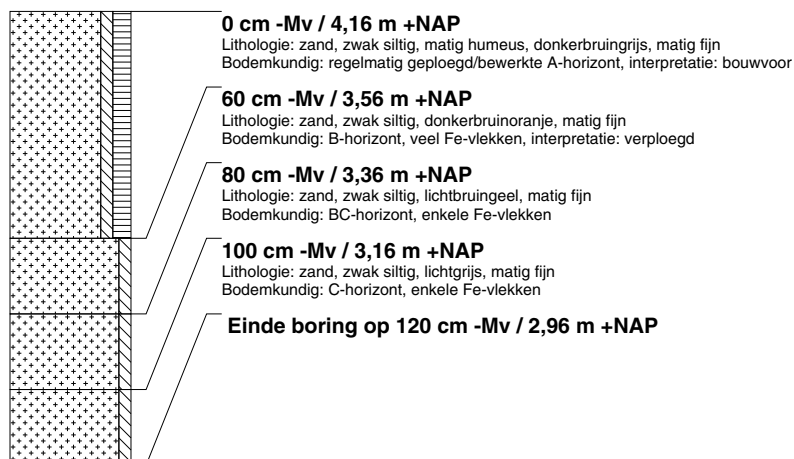 0 cm -Mv / 4,16 m +NAP
Lithologie: zand, zwak siltig, matig humeus, donkerbruingrijs, matig fijn
Bodemkundig: regelmatig geploegd/bewerkte A-horizont, interpretatie: bouwvoor
60 cm -Mv / 3,56 m +NAP
Lithologie: zand, zwak siltig, donkerbruinoranje, matig fijn
Bodemkundig: B-horizont, veel Fe-vlekken, interpretatie: verploegd
80 cm -Mv / 3,36 m +NAP
Lithologie: zand, zwak siltig, lichtbruingeel, matig fijn
Bodemkundig: BC-horizont, enkele Fe-vlekken
100 cm -Mv / 3,16 m +NAP
Lithologie: zand, zwak siltig, lichtgrijs, matig fijn
Bodemkundig: C-horizont, enkele Fe-vlekken
Einde boring op 120 cm -Mv / 2,96 m +NAP